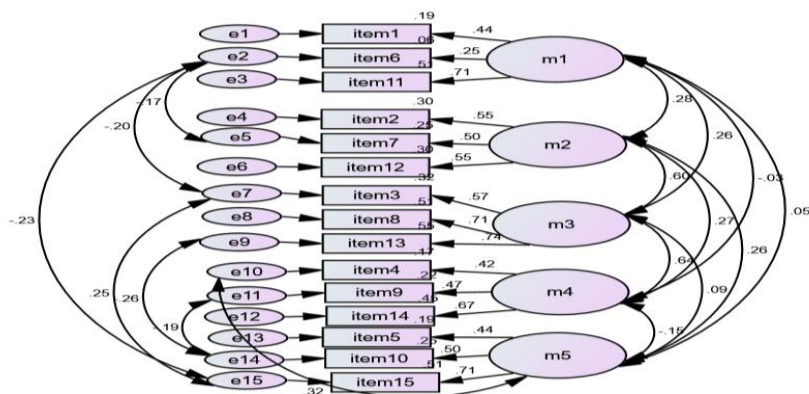 .19
e1 item1 .44
.06
e2 item6 .25 m1
.51
e3 item11 .71
-.17
.30 .28
e4 item2 .55
-.20 .25 .26
e5 item7 .50 m2
.30
e6 item12 .55
.32 .60 -.03
e7 item3 .57
.51
-.23 e8 item8 .71 m3 .27 .05
.55
e9 item13 .74 .26
.17
e10 item4 .42 .64
.22
.25 .26 e11 item9 .47 m4 .09
.45
e12 item14 .67
.19
.19 e13 item5 .44 -.15
.25
e14 item10 .50 m5
.51
e15 item15 .71
.32